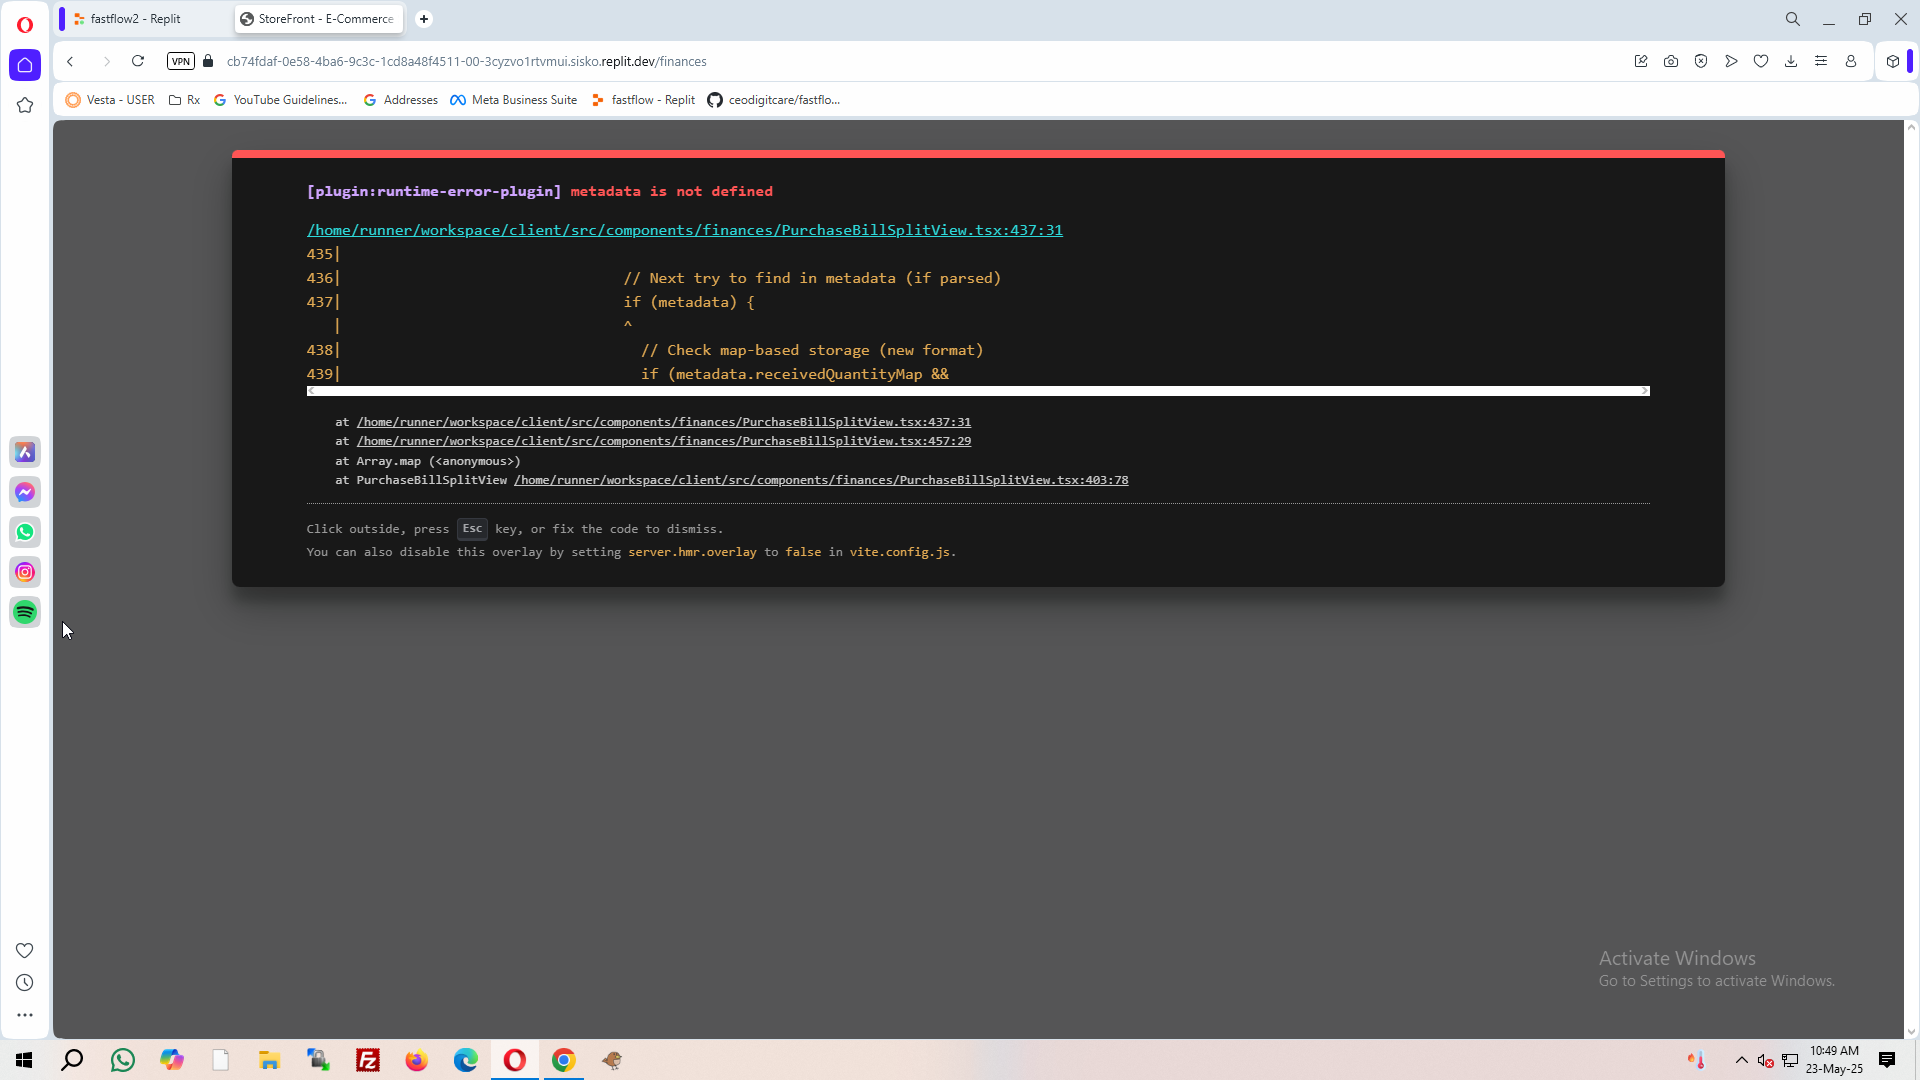 fastflow2 - Replit
StoreFront - E-Commerce
VPN
cb74fdaf-0e58-4ba6-9c3c-1cd8a48f4511-00-3cyzvo1rtvmui.sisko.replit.dev/finances
Vesta - USER
Rx
YouTube Guidelines...
Addresses
Meta Business Suite
fastflow - Replit
ceodigitcare/fastflo...
[plugin:runtime-error-plugin] metadata is not defined
/home/runner/workspace/client/src/components/finances/PurchaseBillSplitView.tsx:437:31
435|
436| // Next try to find in metadata (if parsed)
437| if (metadata) {
| ^
438| // Check map-based storage (new format)
439| if (metadata.receivedQuantityMap &&
at /home/runner/workspace/client/src/components/finances/PurchaseBillSplitView.tsx:437:31
at /home/runner/workspace/client/src/components/finances/PurchaseBillSplitView.tsx:457:29
at Array.map (<anonymous>)
at PurchaseBillSplitView /home/runner/workspace/client/src/components/finances/PurchaseBillSplitView.tsx:403:78
Click outside, press Esc key, or fix the code to dismiss.
You can also disable this overlay by setting server.hmr.overlay to false in vite.config.js.
Activate Windows
Go to Settings to activate Windows.
10:49 AM
23-May-25